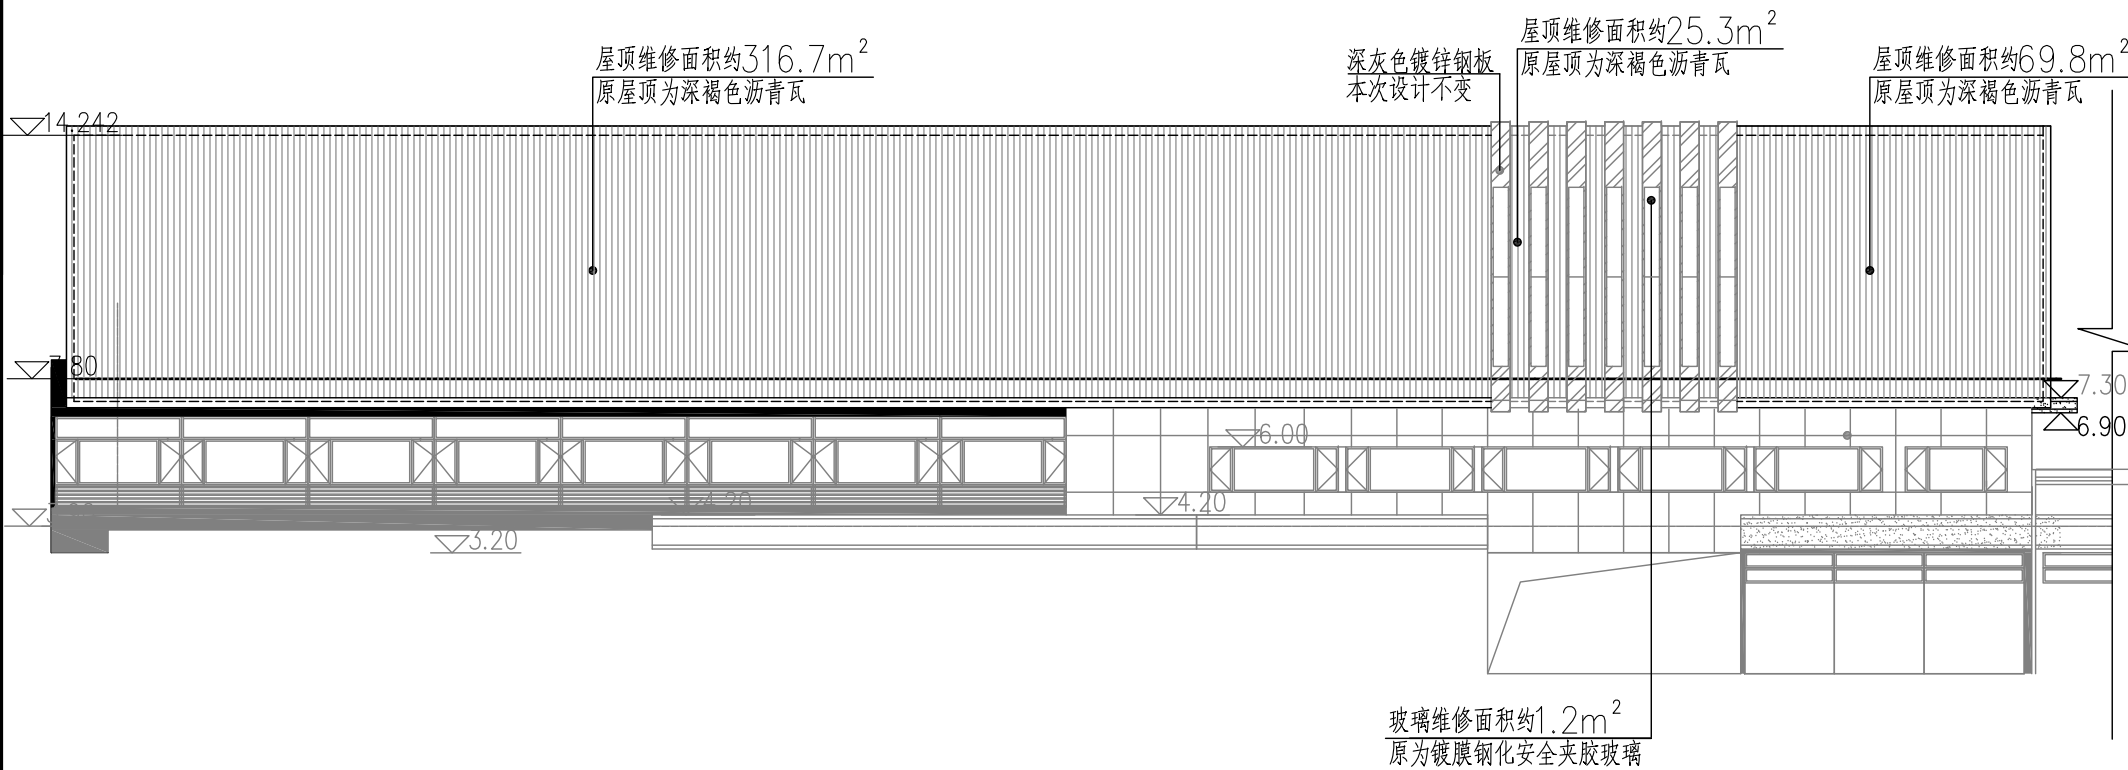 屋顶维修面积约316.7m²
原屋顶为深褐色沥青瓦
深灰色镀锌钢板
本次设计不变
屋顶维修面积约25.3m²
原屋顶为深褐色沥青瓦
屋顶维修面积约69.8m²
原屋顶为深褐色沥青瓦
14.242
7.80
7.30
6.90
6.00
4.20
4.20
3.20
玻璃维修面积约1.2m²
原为镀膜钢化安全夹胶玻璃